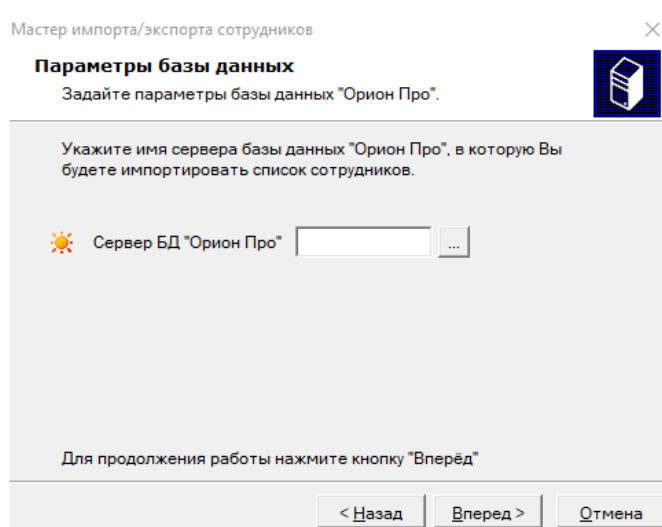 Мастер импорта/экспорта сотрудников
Параметры базы данных
Задайте параметры базы данных "Орион Про".
Укажите имя сервера базы данных "Орион Про", в которую Вы
будете импортировать список сотрудников.
Сервер БД "Орион Про"
...
Для продолжения работы нажмите кнопку "Вперёд"
< Назад Вперед > Отмена